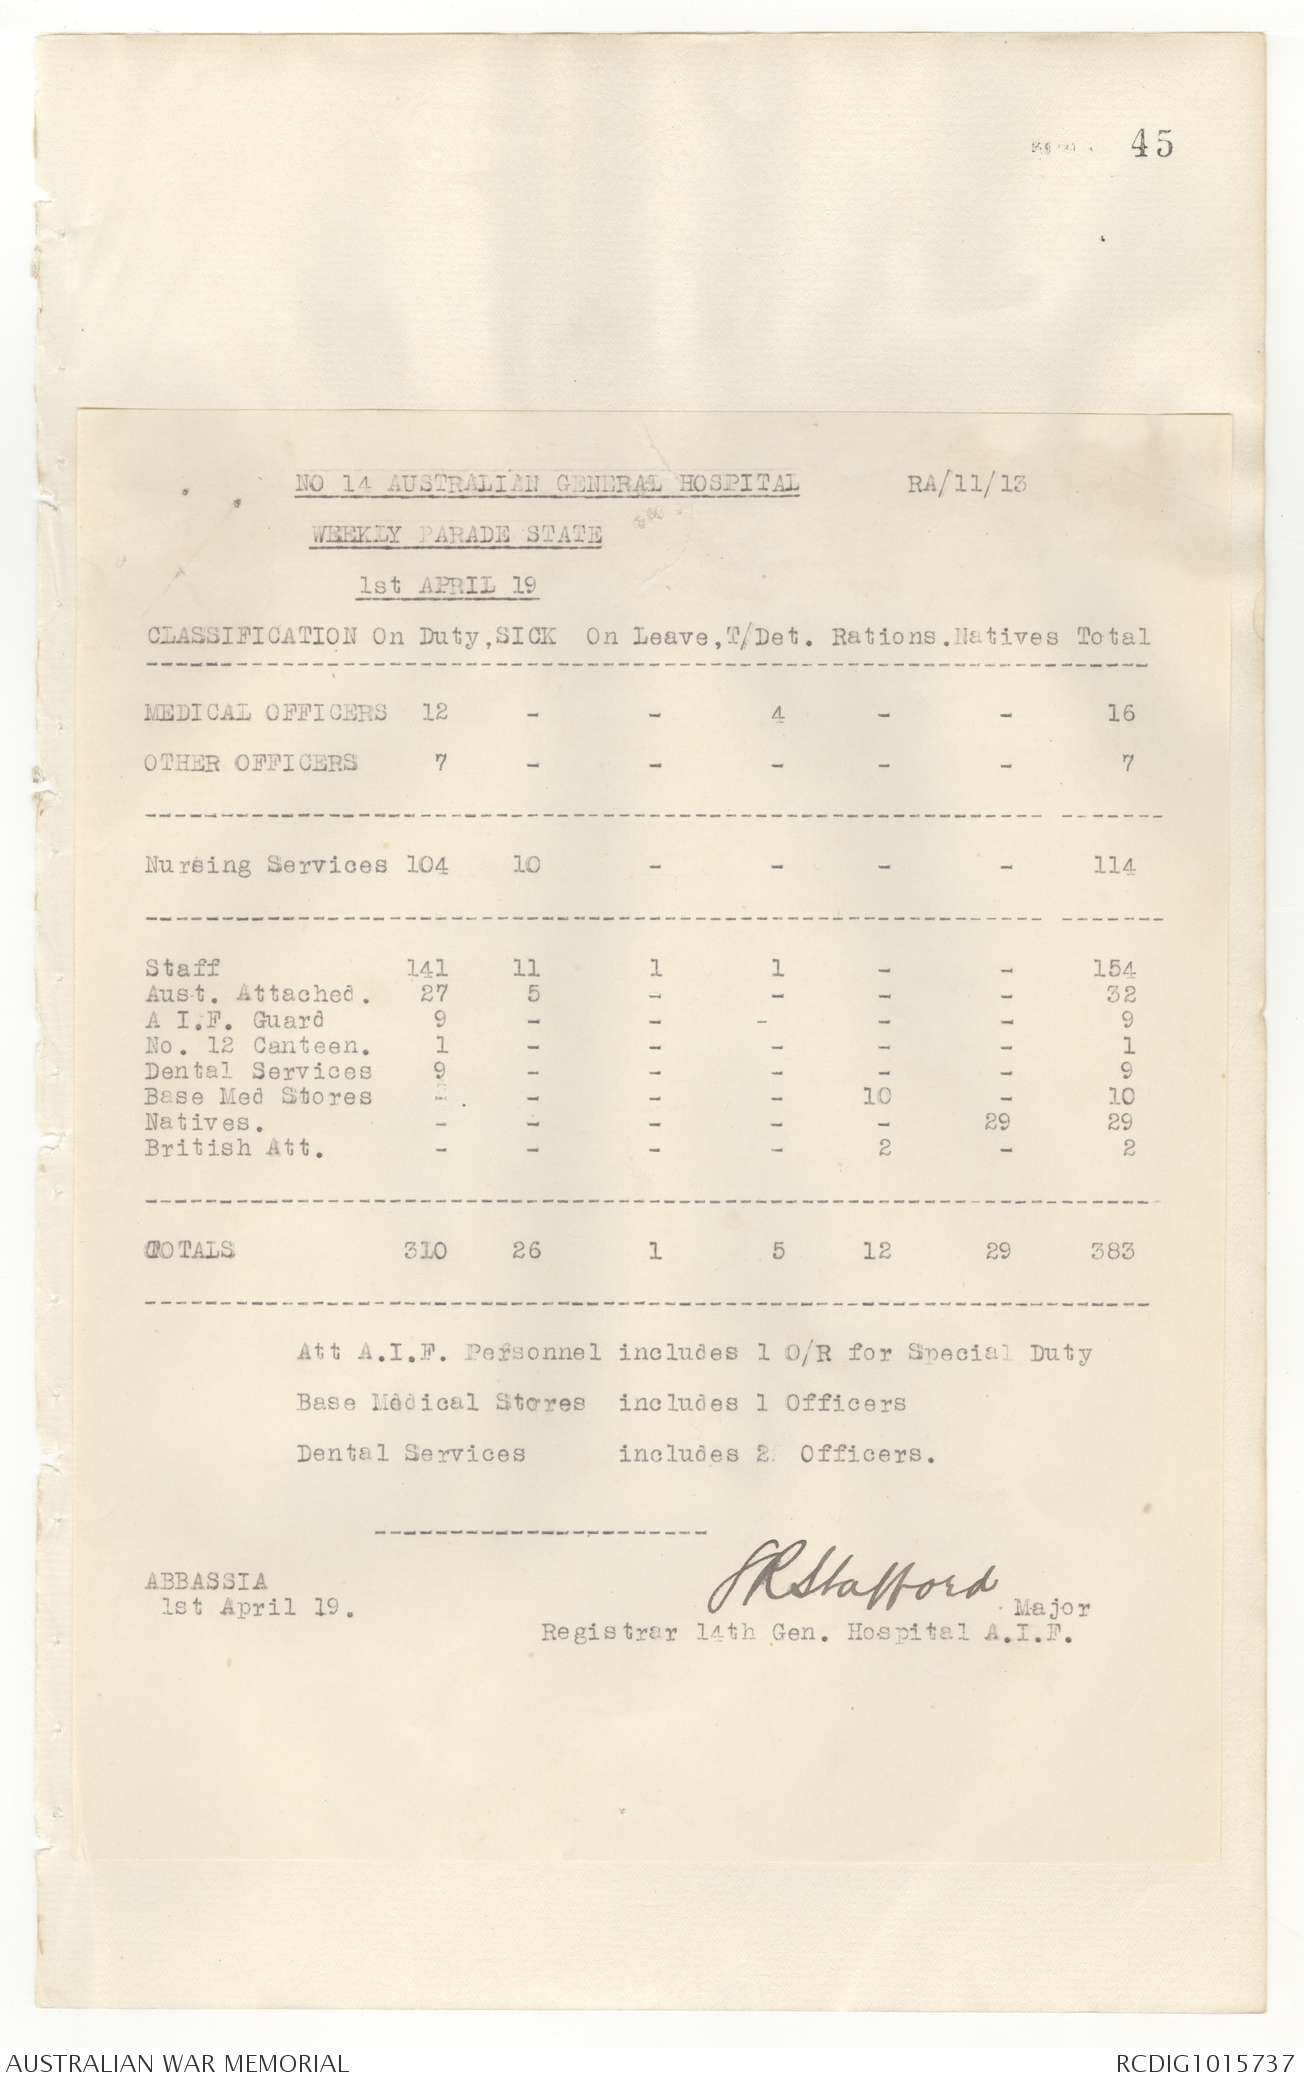 45
NO 14 AUSTRALIAN GENERAL HOSPITAL RA/11/13
WEEKLY PARADE STATE
1st APRIL 19
CLASSIFICATION On Duty, SICK On Leave, T/Det. Rations. Natives Total
MEDICAL OFFICERS 12 - - 4 - - 16
OTHER OFFICERS 7 - - - - - 7
Nursing Services 104 10 - - - - 114
Staff 141 11 1 1 - - 154
Aust. Attached. 27 5 - - - - 32
A I.F. Guard 9 - - - - - 9
No. 12 Canteen. 1 - - - - - 1
Dental Services 9 - - - - - 9
Base Med Stores - - - - 10 - 10
Natives. - - - - - 29 29
British Att. - - - - 2 - 2
TOTALS 310 26 1 5 12 29 383
Att A.I.F. Personnel includes 1 O/R for Special Duty
Base Medical Stores includes 1 Officers
Dental Services includes 2 Officers.
ABBASSIA
1st April 19.
Stafford Major
Registrar 14th Gen. Hospital A.I.F.
AUSTRALIAN WAR MEMORIAL RCDIG1015737